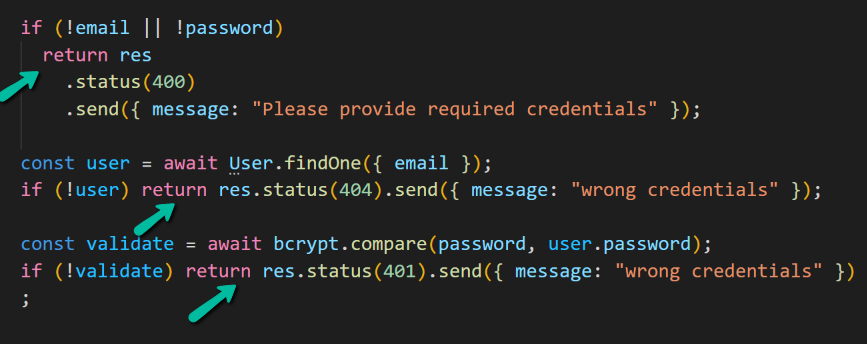 if (!email || !password)
return res
.status(400)
.send({ message: "Please provide required credentials" });
const user = await User.findOne({ email });
if (!user) return res.status(404).send({ message: "wrong credentials" });
const validate = await bcrypt.compare(password, user.password);
if (!validate) return res.status(401).send({ message: "wrong credentials" })
;